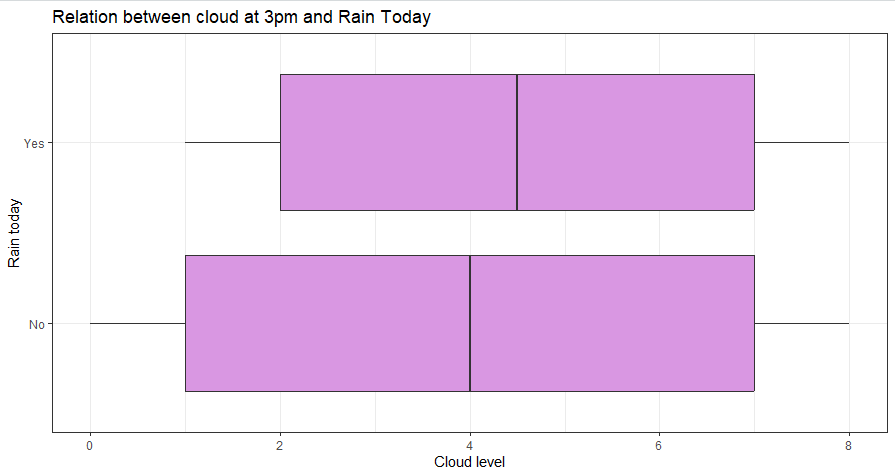 Relation between cloud at 3pm and Rain Today
Rain today
Yes
No
0 2 4 6 8
Cloud level